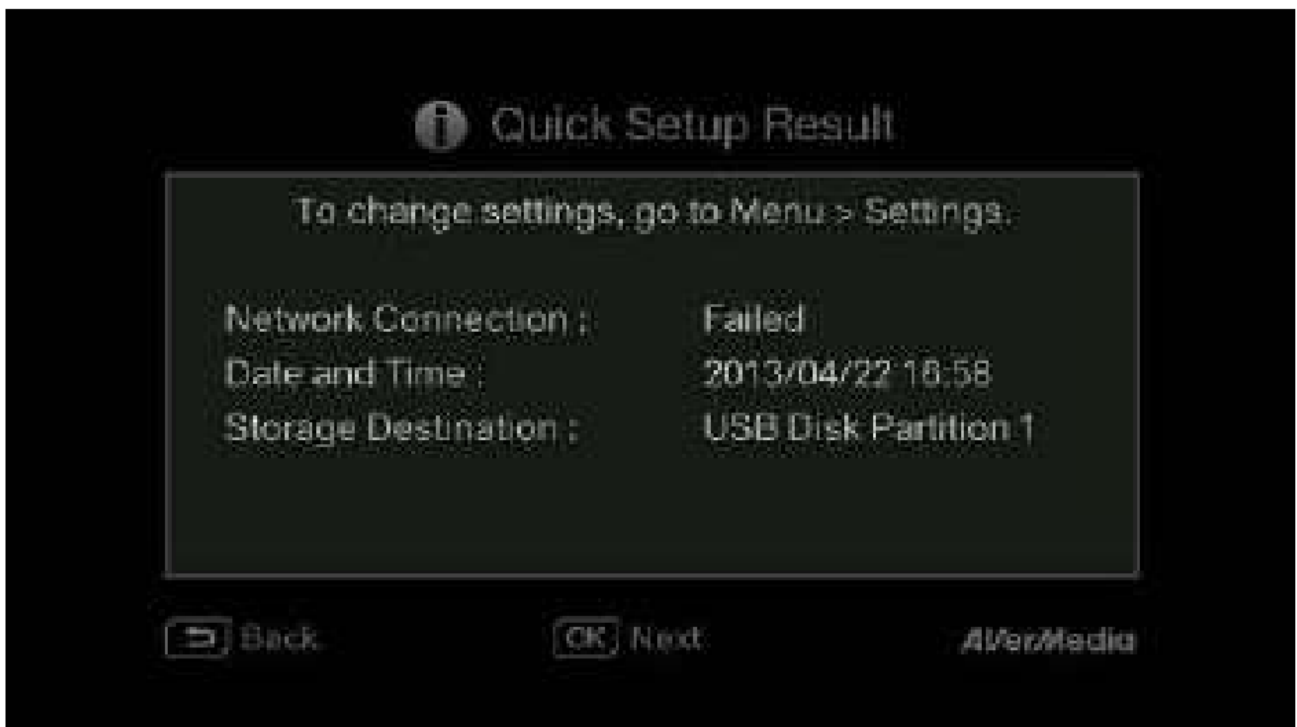 Quick Setup Result
To change settings, go to Menu > Settings.
Network Connection : Failed
Date and Time : 2013/04/22 16:58
Storage Destination : USB Disk Partition 1
Back OK Next AVerMedia